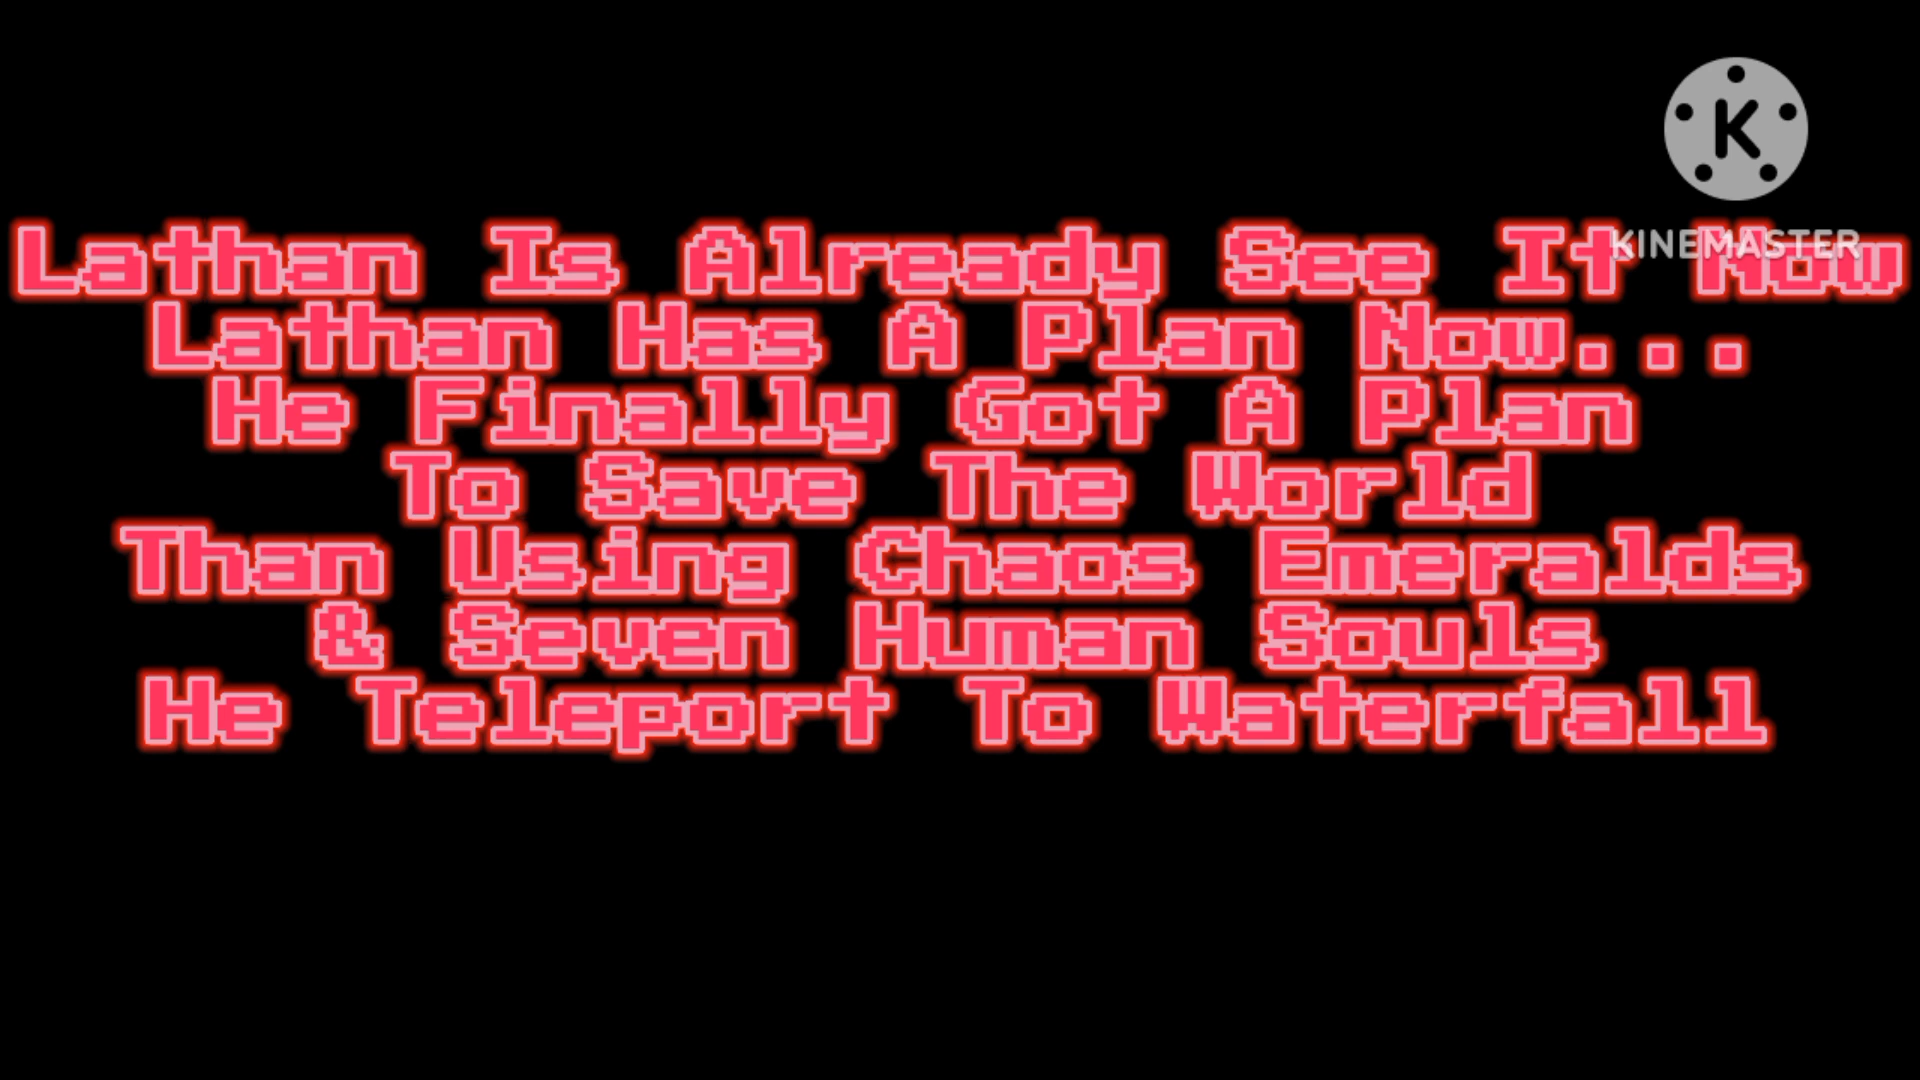 K
KINEMASTER
Lathan Is Already See It Now
Lathan Has A Plan Now...
He Finally Got A Plan
To Save The World
Than Using Chaos Emeralds
& Seven Human Souls
He Teleport To Waterfall